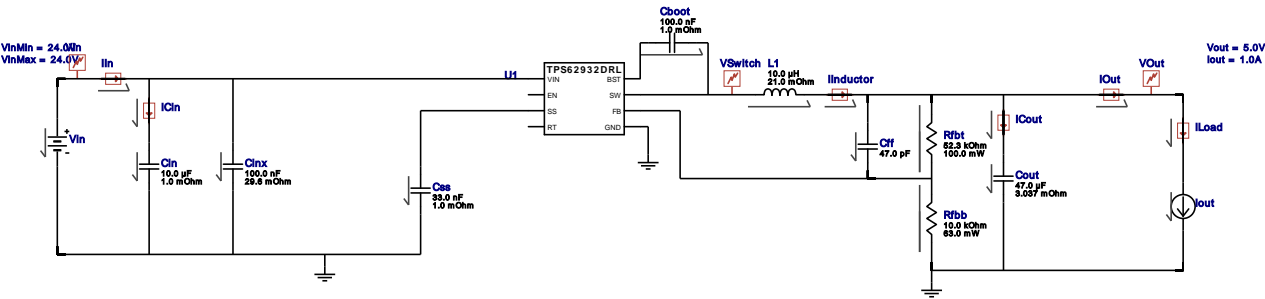 Cboot
100.0 nF
1.0 mOhm
VinMin = 24.0V
VinMax = 24.0V
Vin
Iin
U1
TPS62932DRL
VIN
BST
EN
SW
SS
FB
RT
GND
VSwitch
L1
10.0 µH
21.0 mOhm
IInductor
IOut
VOut
Vout = 5.0V
Iout = 1.0A
ICin
Vin
+
-
Cin
10.0 µF
1.0 mOhm
Cinx
100.0 nF
29.6 mOhm
Css
33.0 nF
1.0 mOhm
Cff
47.0 pF
Rfbt
52.3 kOhm
100.0 mW
ICout
Cout
47.0 µF
3.037 mOhm
Rfbb
10.0 kOhm
63.0 mW
ILoad
Iout